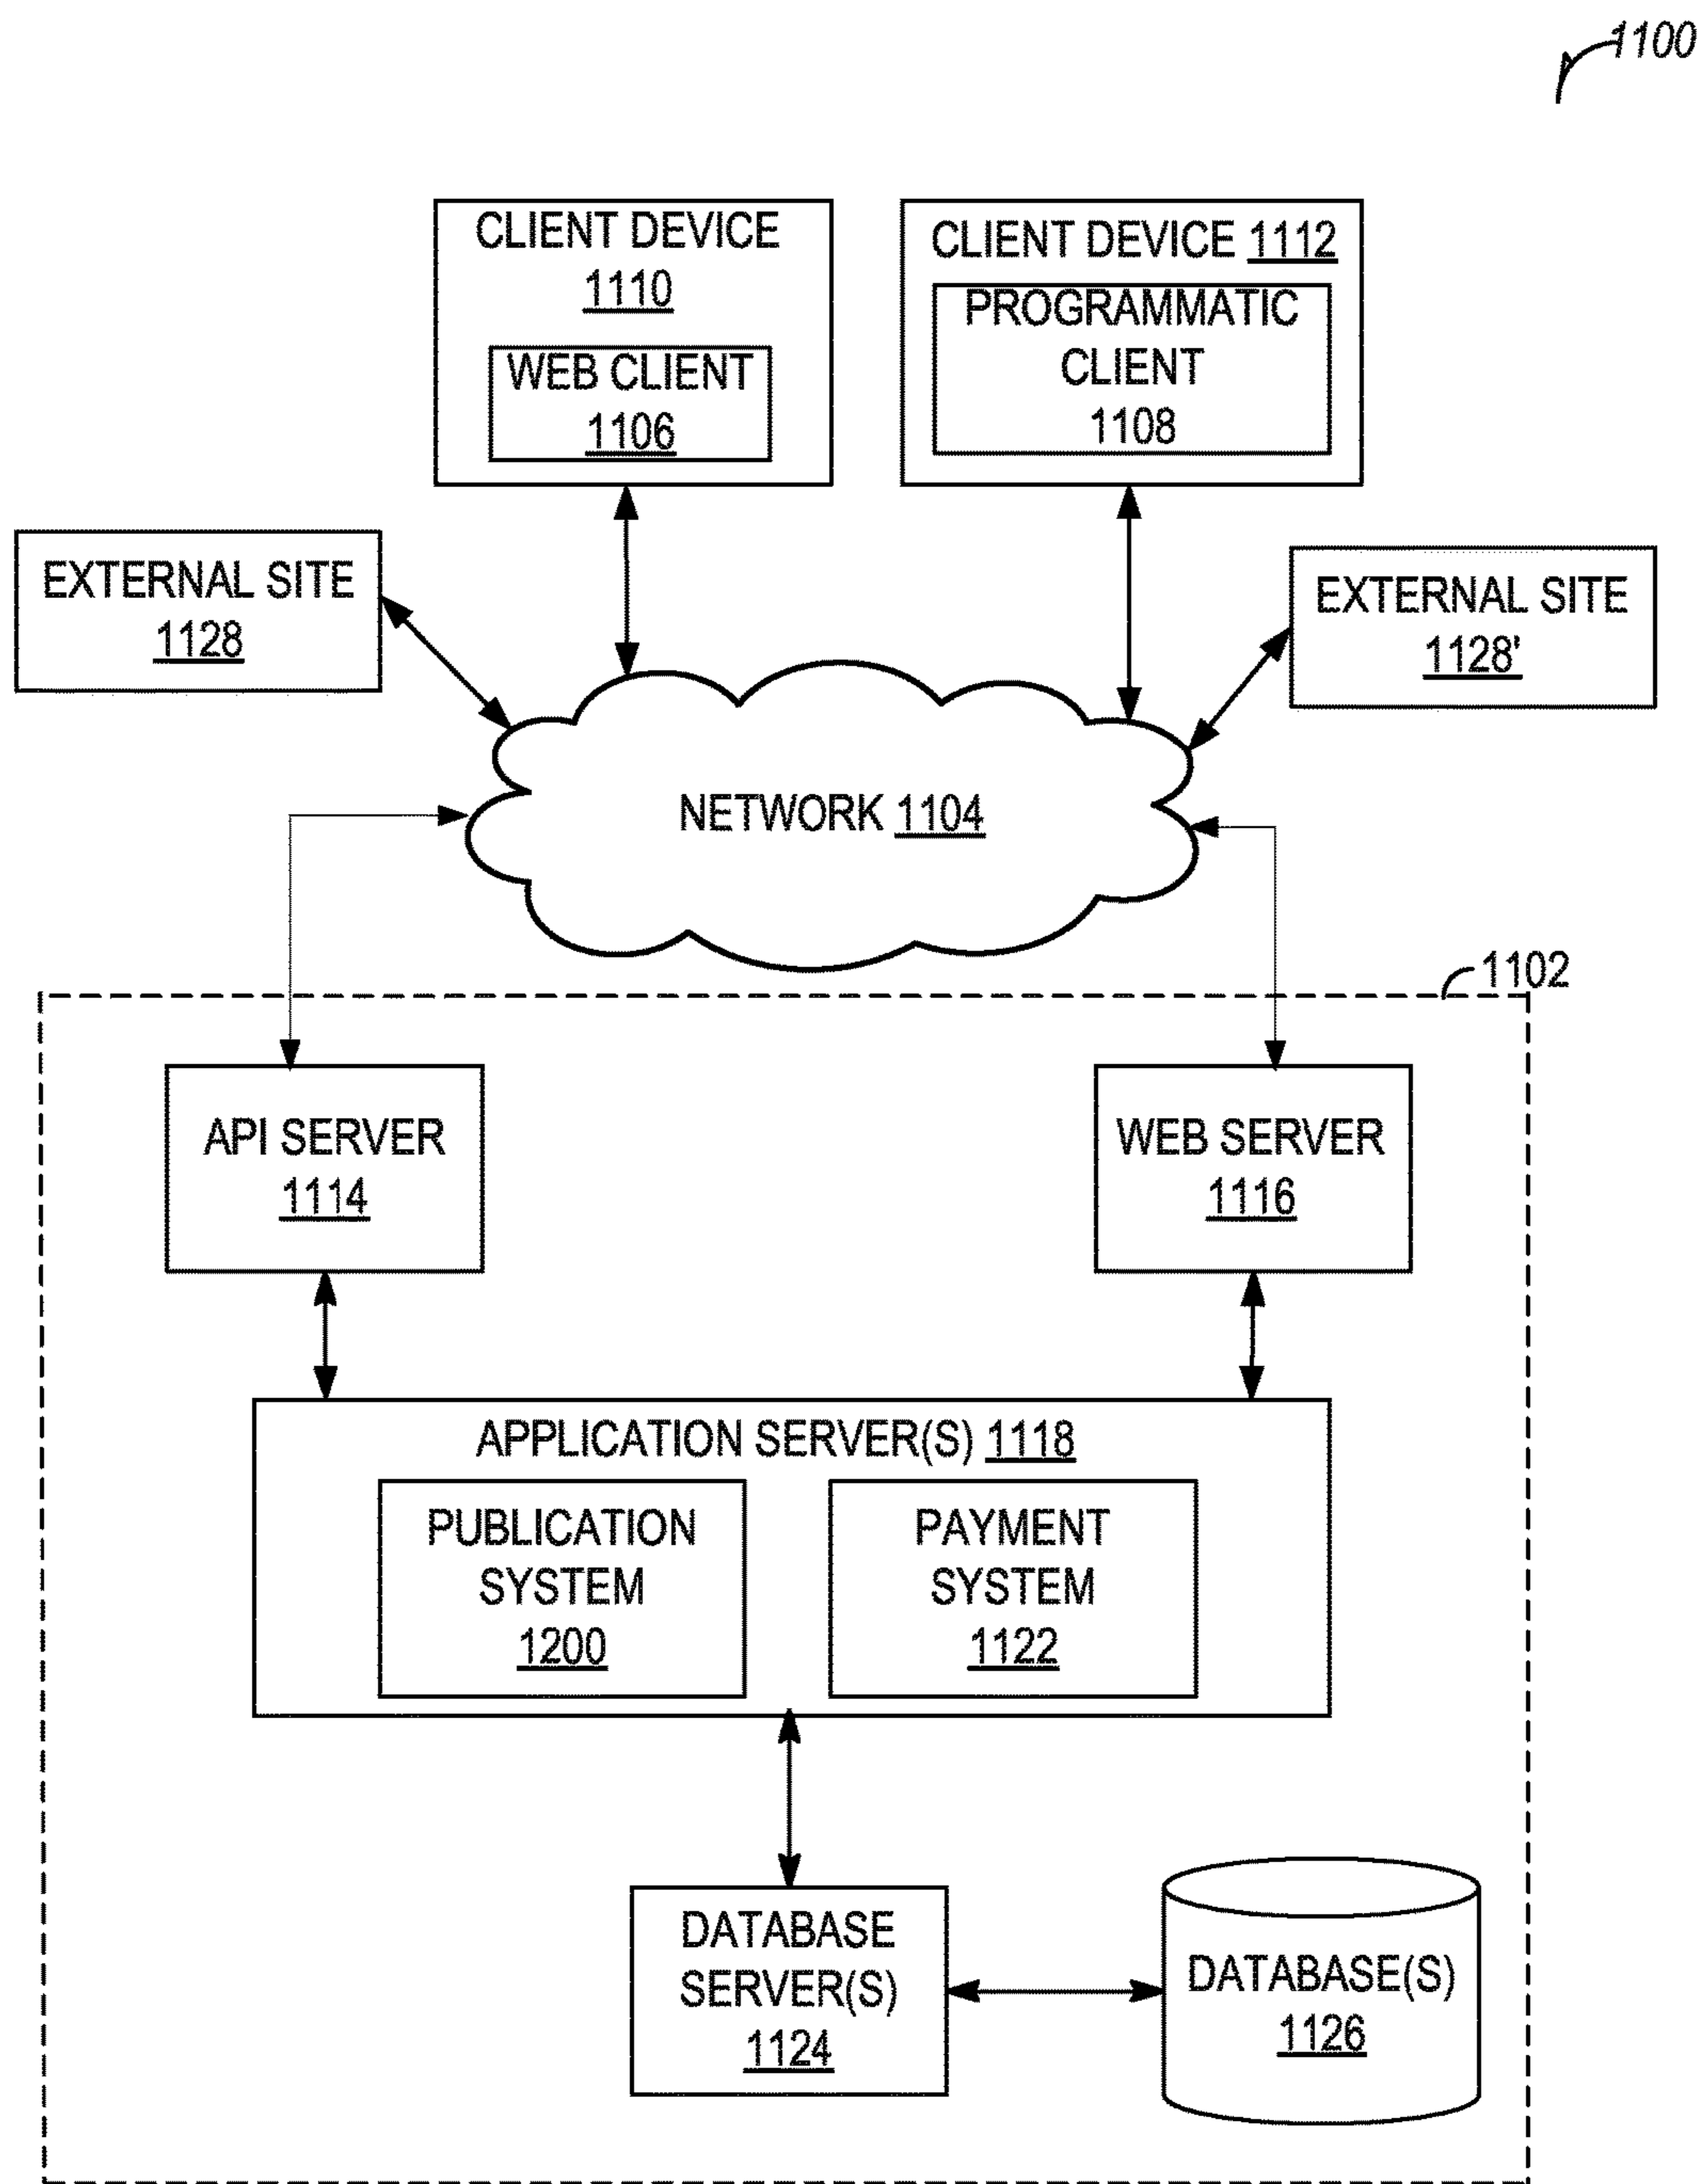 1100
CLIENT DEVICE
1110
WEB CLIENT
1106
CLIENT DEVICE 1112
PROGRAMMATIC
CLIENT
1108
EXTERNAL SITE
1128
EXTERNAL SITE
1128'
NETWORK 1104
1102
API SERVER
1114
WEB SERVER
1116
APPLICATION SERVER(S) 1118
PUBLICATION
SYSTEM
1200
PAYMENT
SYSTEM
1122
DATABASE
SERVER(S)
1124
DATABASE(S)
1126